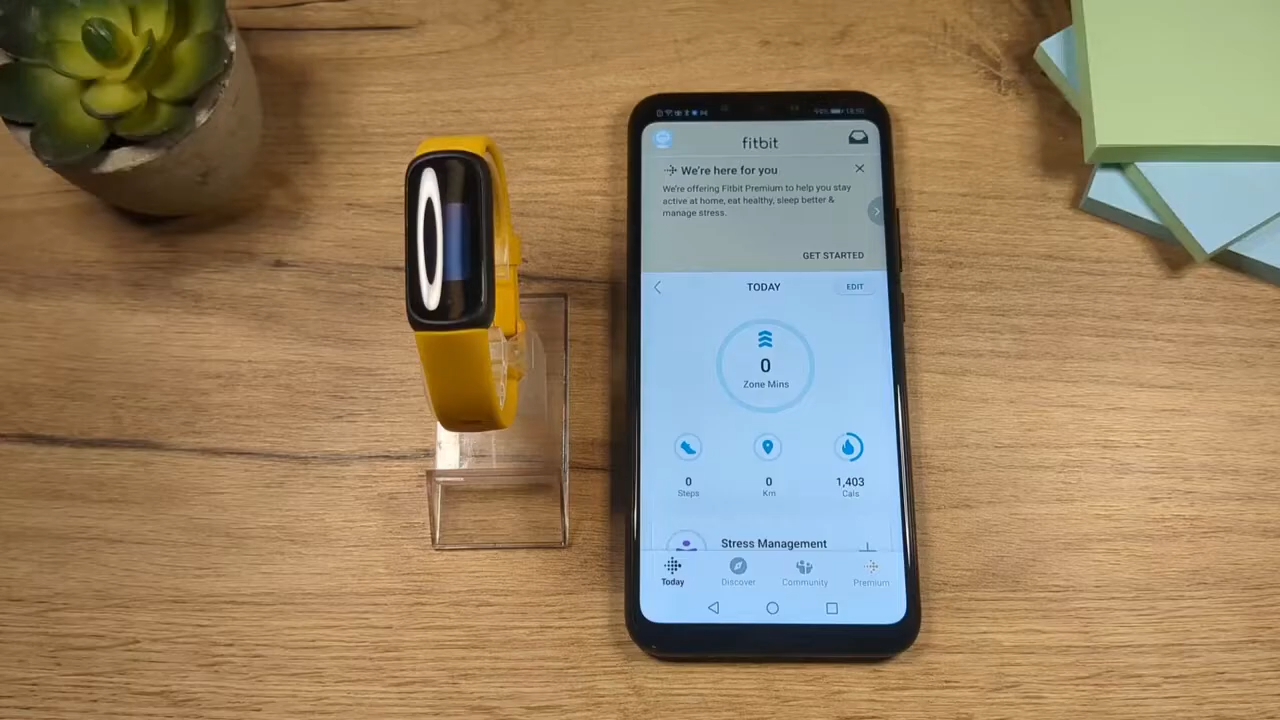 fitbit
We're here for you
We're offering Fitbit Premium to help you stay
active at home, eat healthy, sleep better &
manage stress.
GET STARTED
TODAY
EDIT
0
Zone Mins
0
0
1,403
Steps
Km
Cals
Stress Management
Today
Discover
Community
Premium